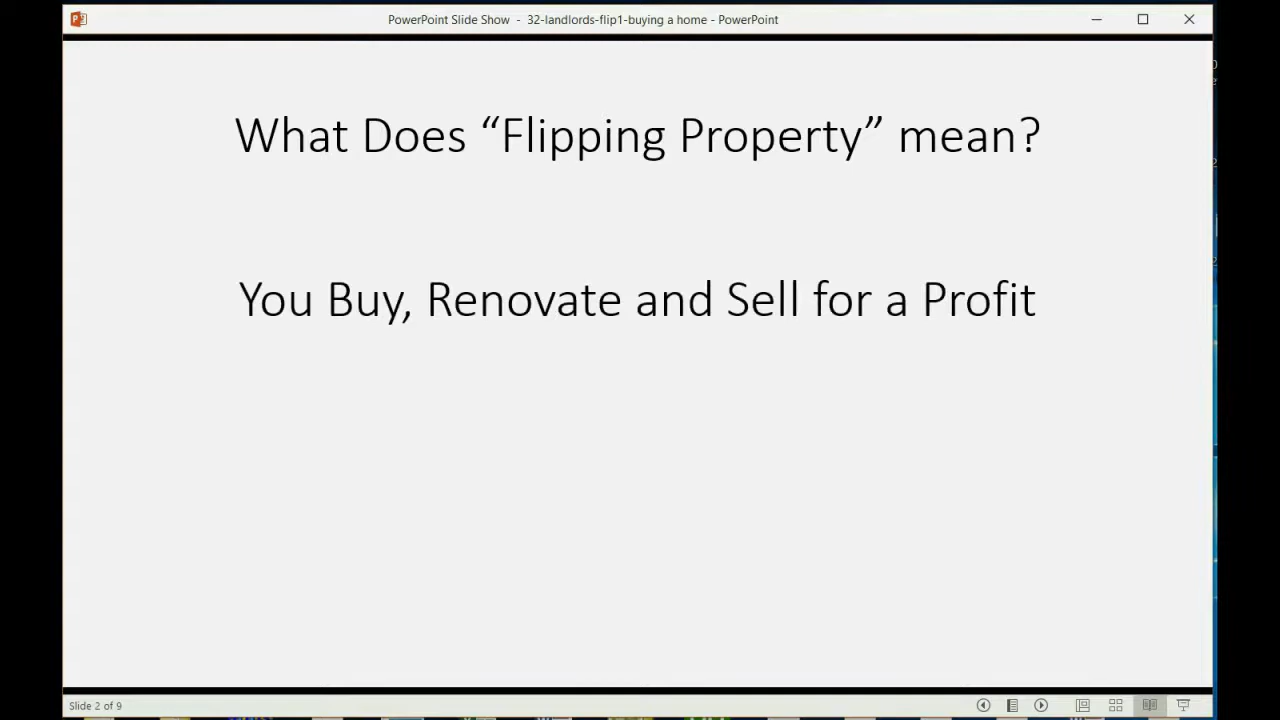 PowerPoint Slide Show - 32-landlords-flip1-buying a home - PowerPoint
What Does “Flipping Property” mean?
You Buy, Renovate and Sell for a Profit
Slide 2 of 9